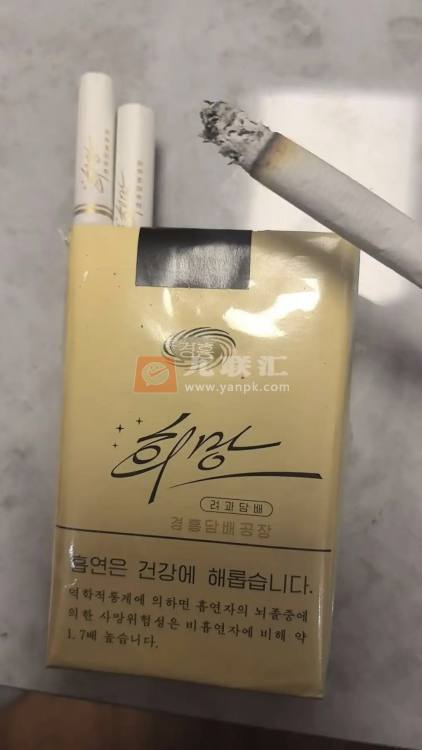 경흥
龙联汇
www.yanpk.com
희망
려과담배
경흥담배공장
흡연은 건강에 해롭습니다.
역학적통계에 의하면 흡연자의 뇌졸중에
의한 사망위험성은 비흡연자에 비해 약
1.7배 높습니다.